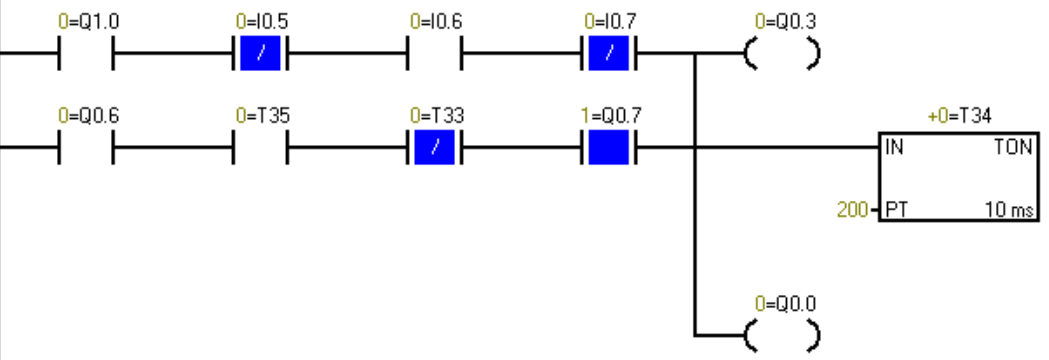 0=Q1.0 0=I0.5 0=I0.6 0=I0.7 0=Q0.3
/ /
0=Q0.6 0=T35 0=T33 1=Q0.7 +0=T34
/ IN TON
200 PT 10 ms
0=Q0.0